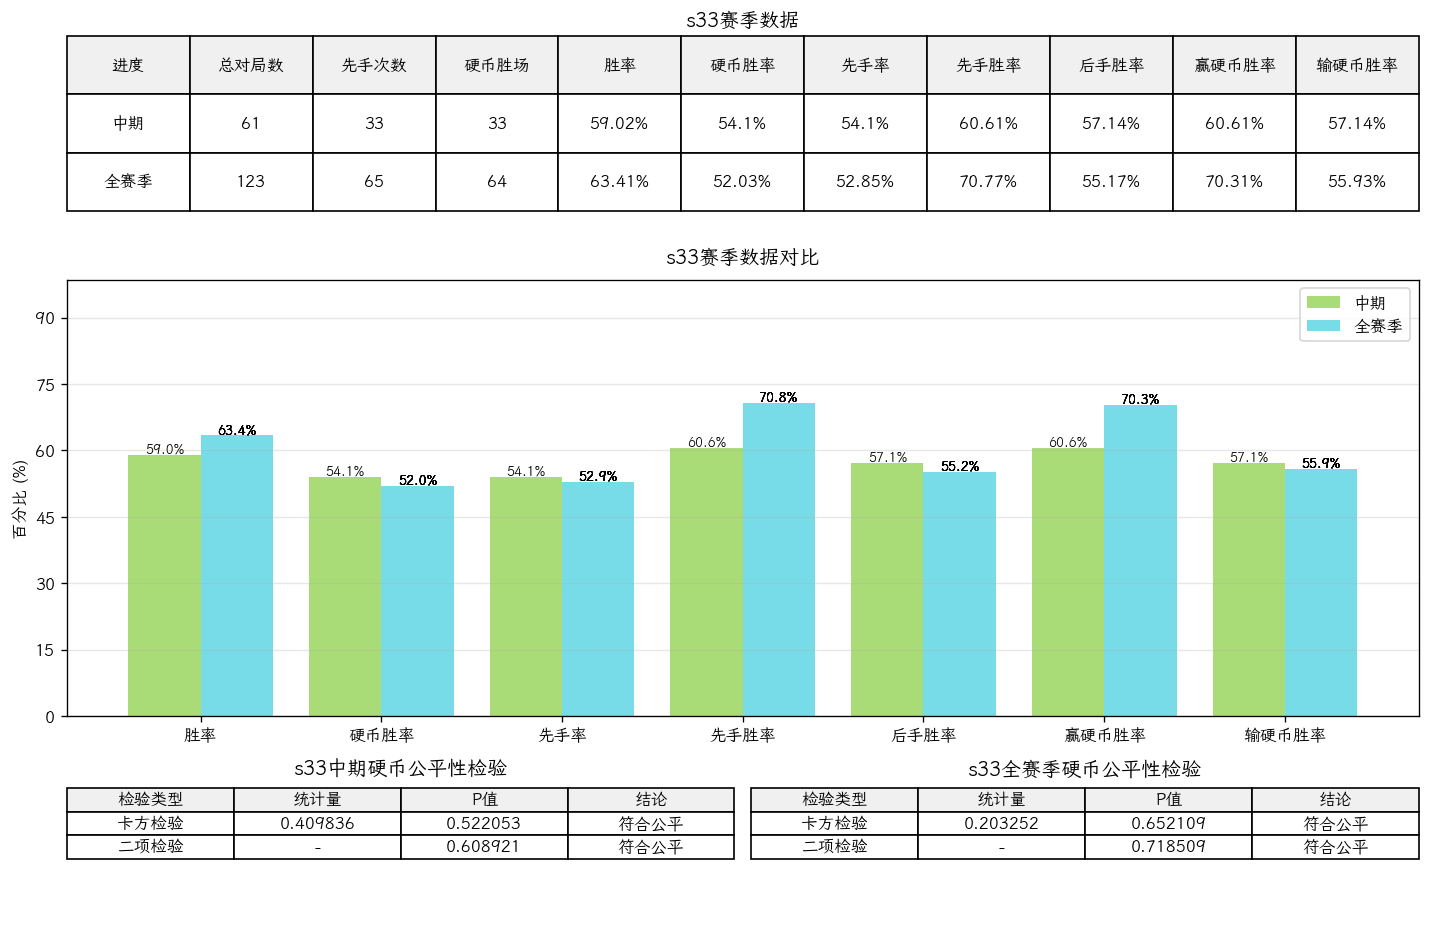 s33赛季数据
进度 总对局数 先手次数 硬币胜场 胜率 硬币胜率 先手率 先手胜率 后手胜率 赢硬币胜率 输硬币胜率
中期 61 33 33 59.02% 54.1% 54.1% 60.61% 57.14% 60.61% 57.14%
全赛季 123 65 64 63.41% 52.03% 52.85% 70.77% 55.17% 70.31% 55.93%
s33赛季数据对比
中期
全赛季
百分比 (%)
90
75
60
45
30
15
0
59.0% 63.4% 54.1% 52.0% 54.1% 52.9% 60.6% 70.8% 57.1% 55.2% 60.6% 70.3% 57.1% 55.9%
胜率 硬币胜率 先手率 先手胜率 后手胜率 赢硬币胜率 输硬币胜率
s33中期硬币公平性检验
检验类型 统计量 P值 结论
卡方检验 0.409836 0.522053 符合公平
二项检验 - 0.608921 符合公平
s33全赛季硬币公平性检验
检验类型 统计量 P值 结论
卡方检验 0.203252 0.652109 符合公平
二项检验 - 0.718509 符合公平